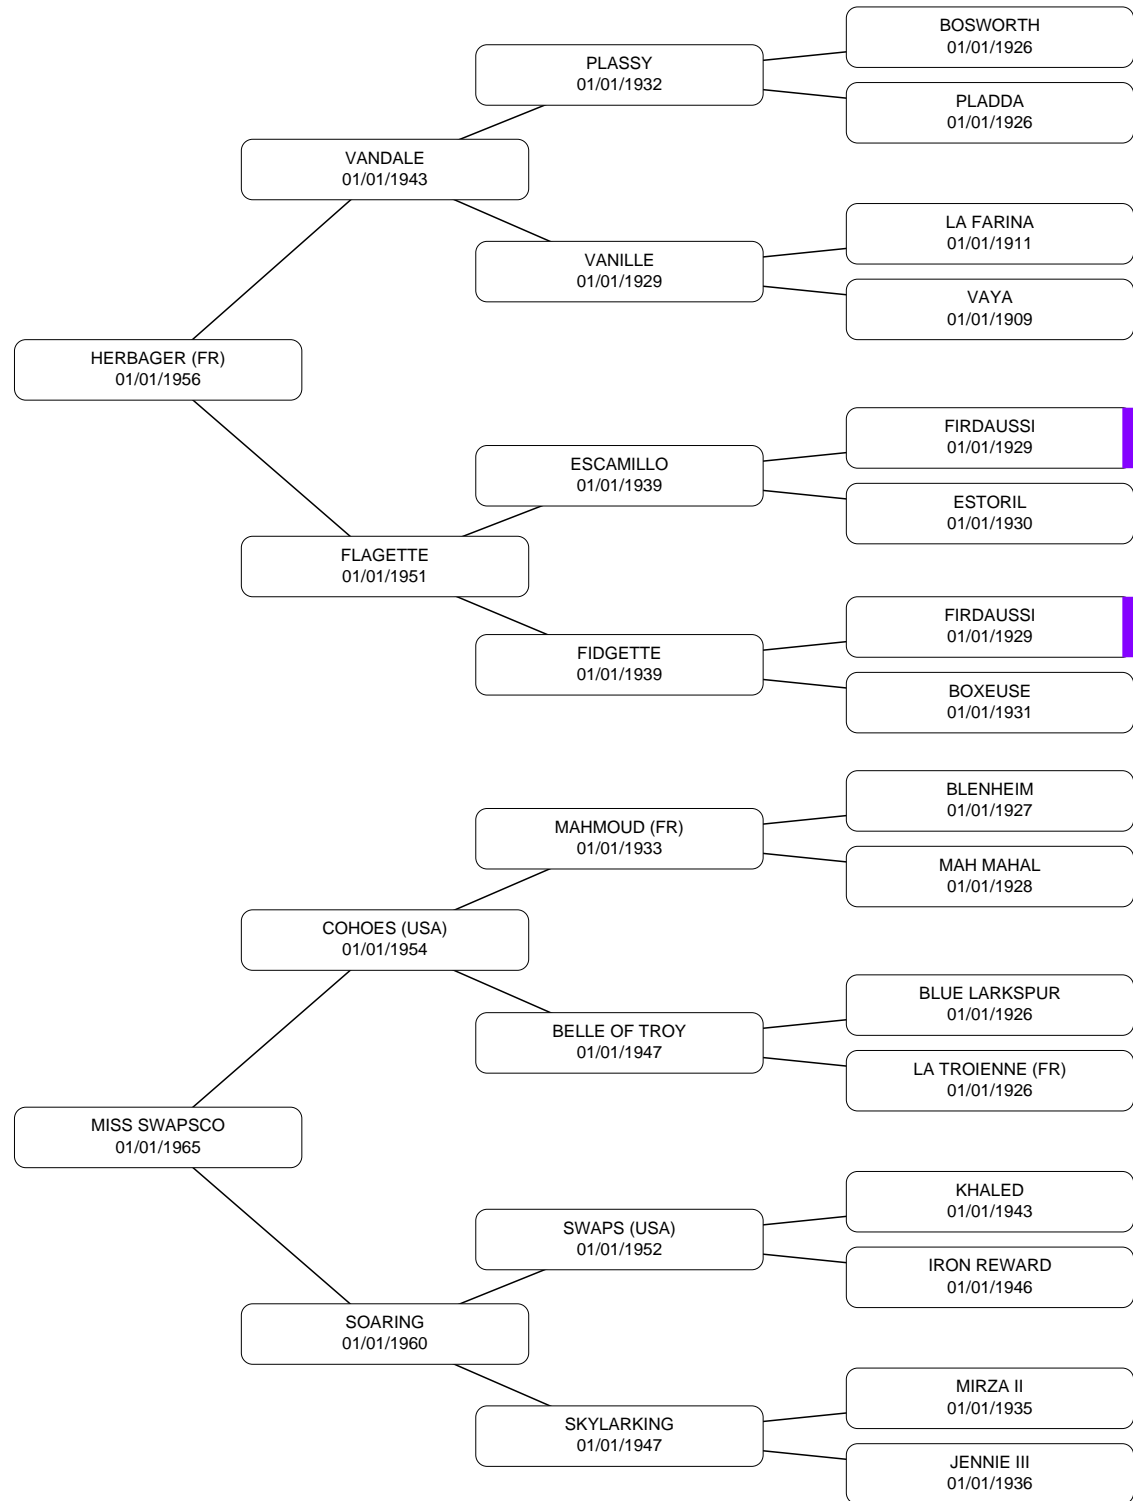 BOSWORTH
01/01/1926
PLASSY
01/01/1932
PLADDA
01/01/1926
VANDALE
01/01/1943
LA FARINA
01/01/1911
VANILLE
01/01/1929
VAYA
01/01/1909
HERBAGER (FR)
01/01/1956
FIRDAUSSI
01/01/1929
ESCAMILLO
01/01/1939
ESTORIL
01/01/1930
FLAGETTE
01/01/1951
FIRDAUSSI
01/01/1929
FIDGETTE
01/01/1939
BOXEUSE
01/01/1931
BLENHEIM
01/01/1927
MAHMOUD (FR)
01/01/1933
MAH MAHAL
01/01/1928
COHOES (USA)
01/01/1954
BLUE LARKSPUR
01/01/1926
BELLE OF TROY
01/01/1947
LA TROIENNE (FR)
01/01/1926
MISS SWAPSCO
01/01/1965
KHALED
01/01/1943
SWAPS (USA)
01/01/1952
IRON REWARD
01/01/1946
SOARING
01/01/1960
MIRZA II
01/01/1935
SKYLARKING
01/01/1947
JENNIE III
01/01/1936